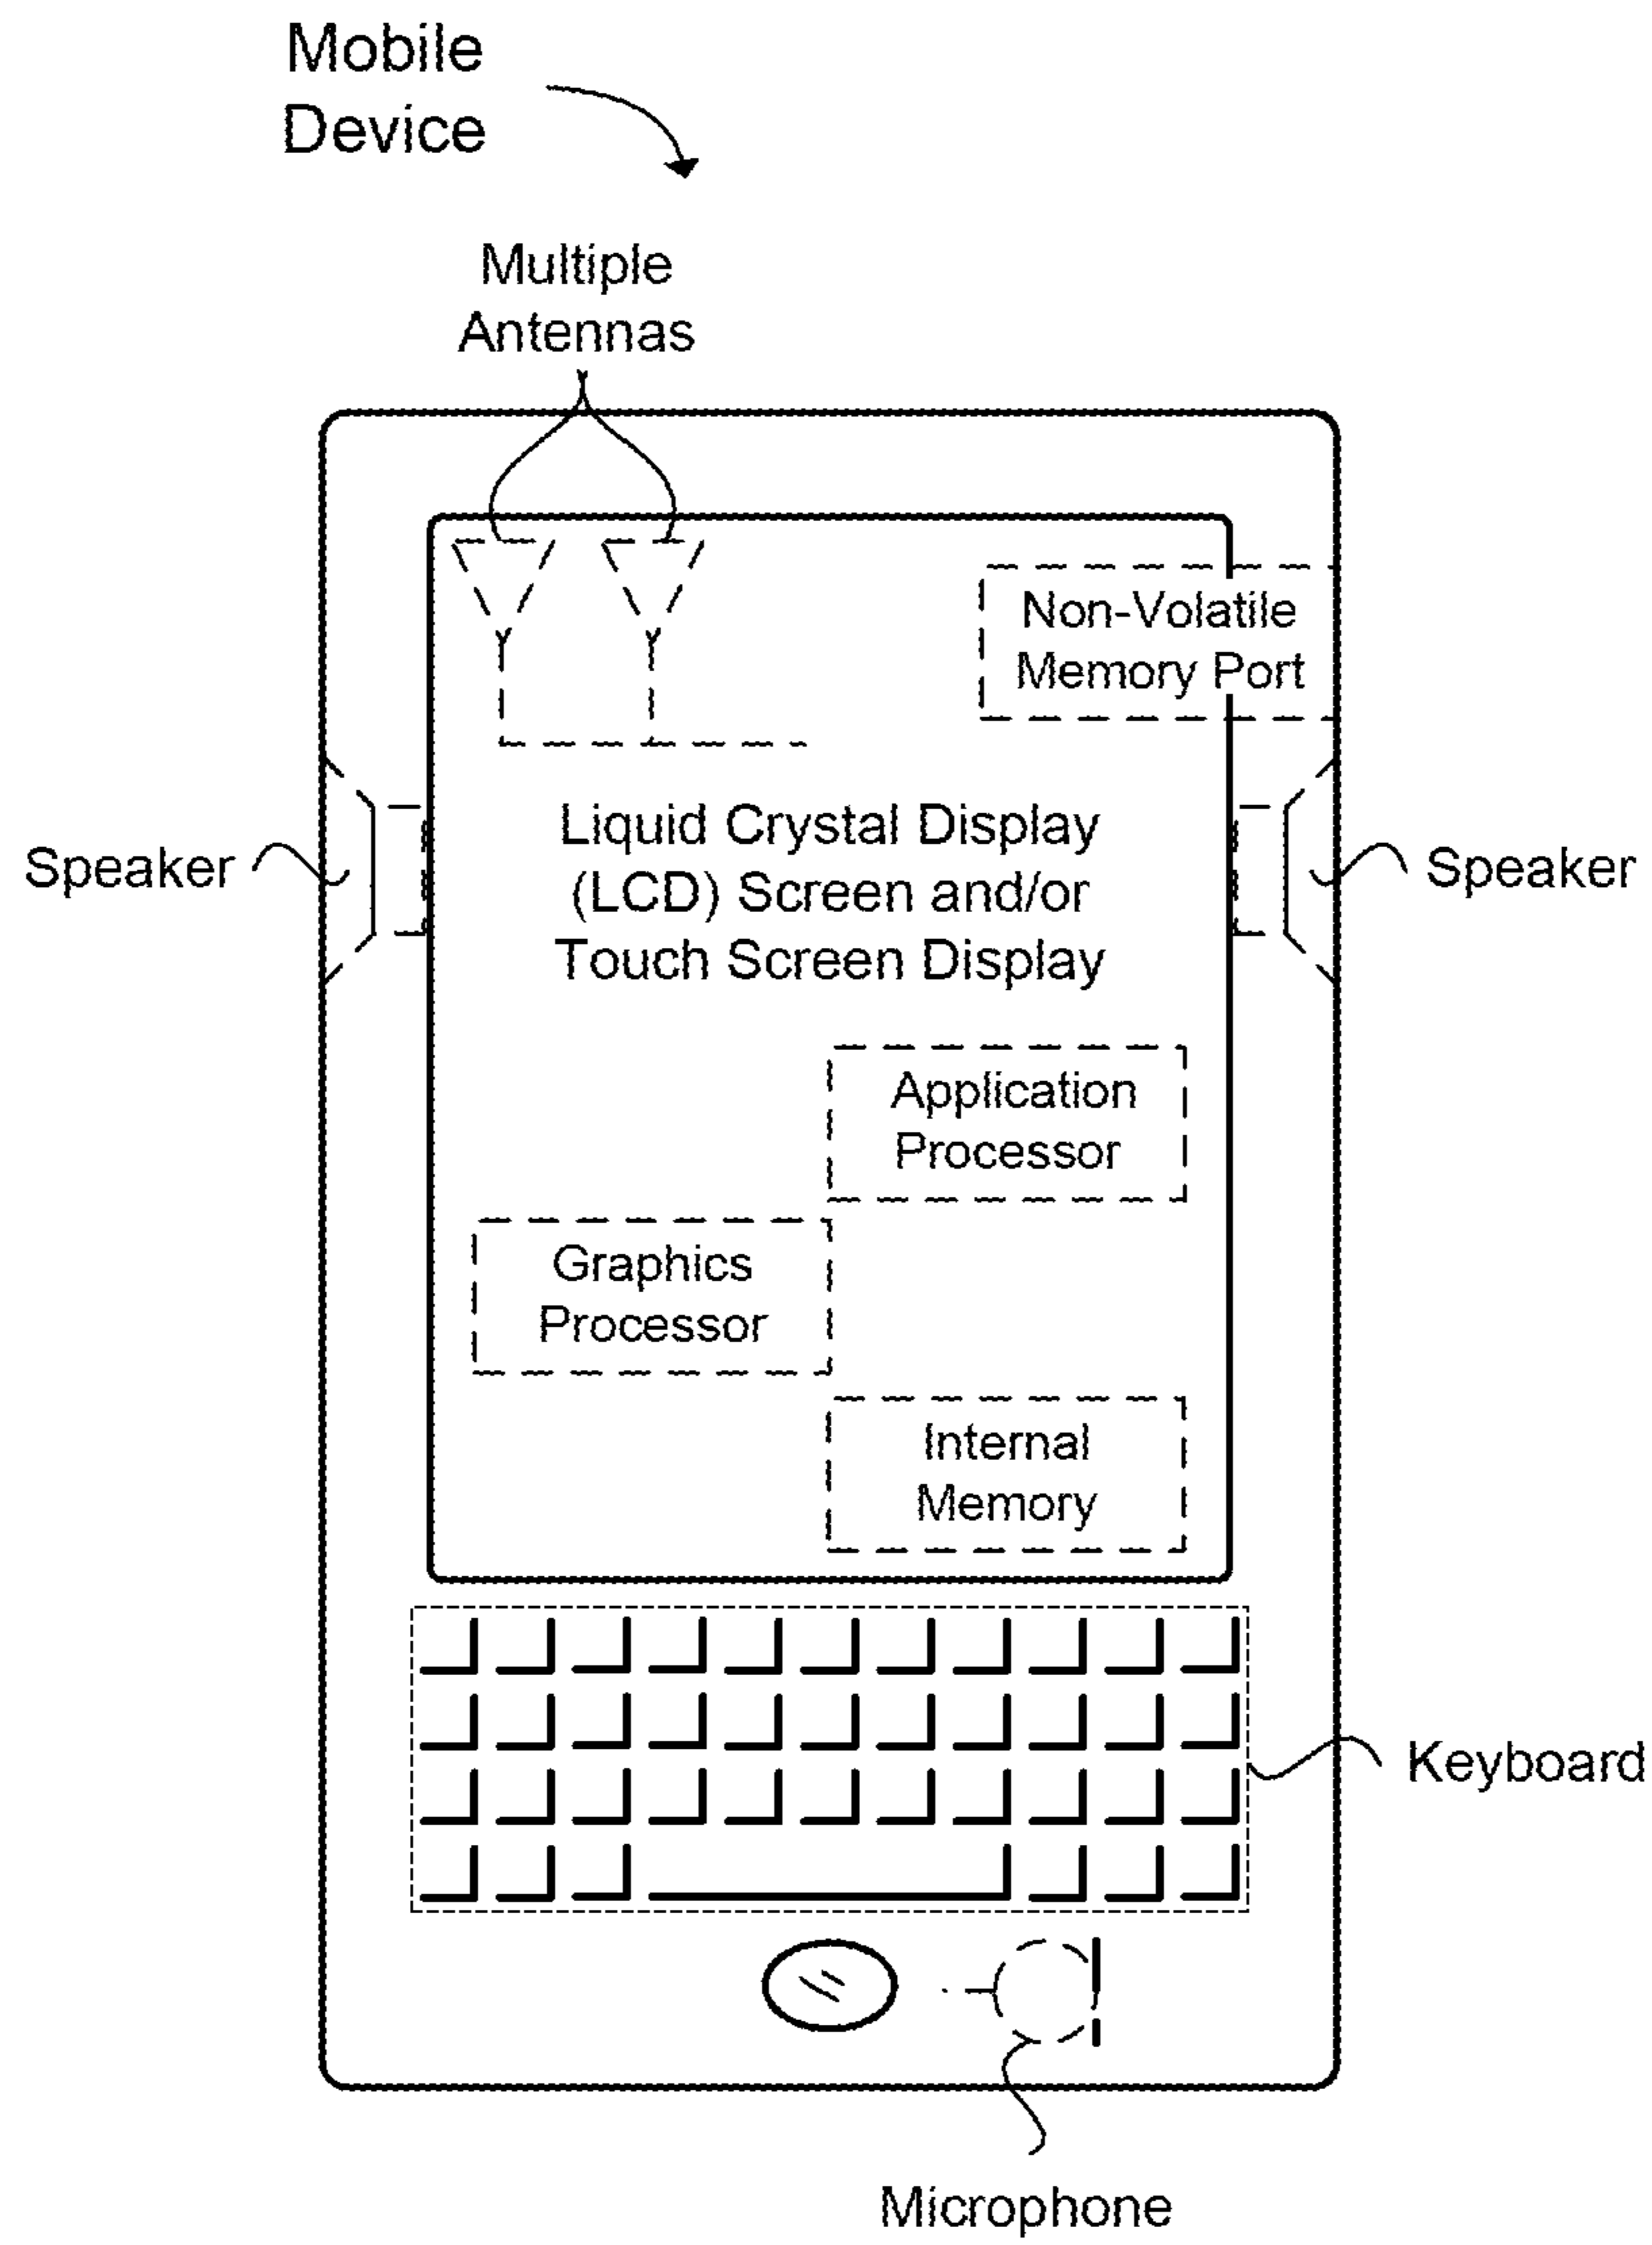 Mobile
Device
Multiple
Antennas
Non-Volatile
Memory Port
Liquid Crystal Display
(LCD) Screen and/or
Touch Screen Display
Speaker
Speaker
Application
Processor
Graphics
Processor
Internal
Memory
Keyboard
Microphone